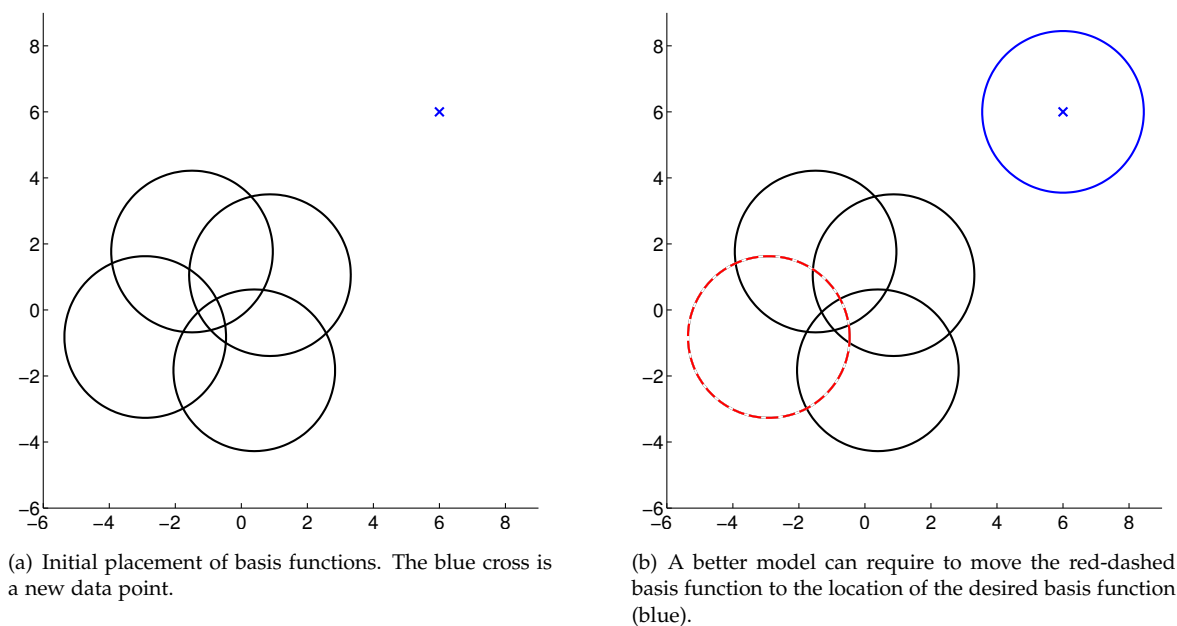 8
6
4
2
0
−2
−4
−6
−6 −4 −2 0 2 4 6 8
(a) Initial placement of basis functions. The blue cross is
a new data point.
8
6
4
2
0
−2
−4
−6
−6 −4 −2 0 2 4 6 8
(b) A better model can require to move the red-dashed
basis function to the location of the desired basis function
(blue).